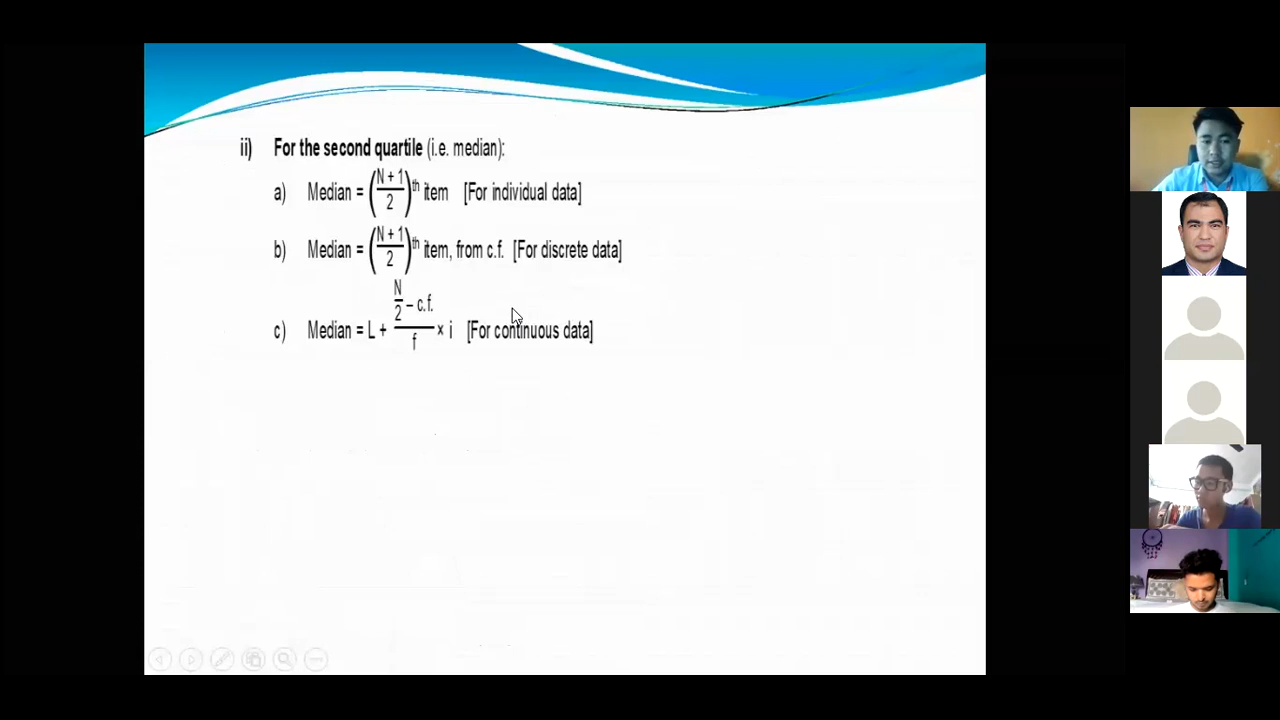 ii) For the second quartile (i.e. median):
a) Median = ((N + 1)/2)th item [For individual data]
b) Median = ((N + 1)/2)th item, from c.f. [For discrete data]
c) Median = L + (N/2 – c.f.)/f × i [For continuous data]